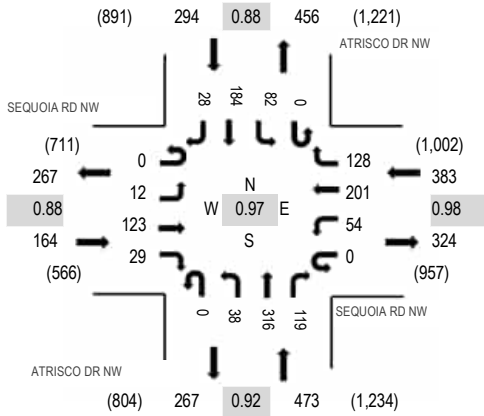 (891) 294 0.88 456 (1,221)
ATRISCO DR NW
SEQUOIA RD NW
28 184 82 0
(711) (1,002)
267 0 128 383
12 N 201
0.88 W 0.97 E 0.98
123 S 54
164 29 0 324
(566) (957)
0 38 316 119
SEQUOIA RD NW
ATRISCO DR NW
(804) 267 0.92 473 (1,234)